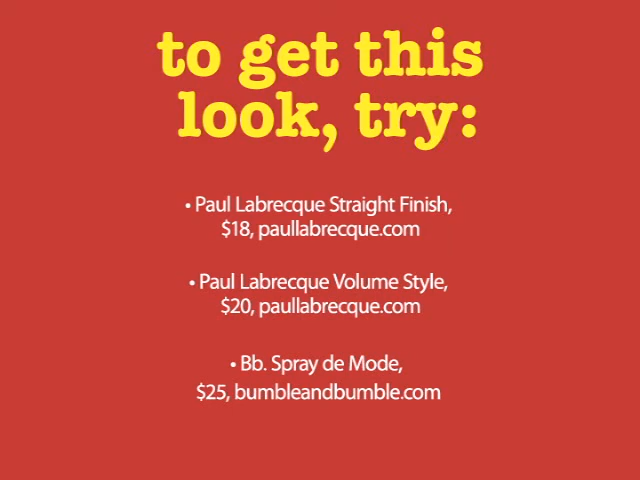 to get this
look, try:
• Paul Labrecque Straight Finish,
$18, paullabrecque.com
• Paul Labrecque Volume Style,
$20, paullabrecque.com
• Bb. Spray de Mode,
$25, bumbleandbumble.com